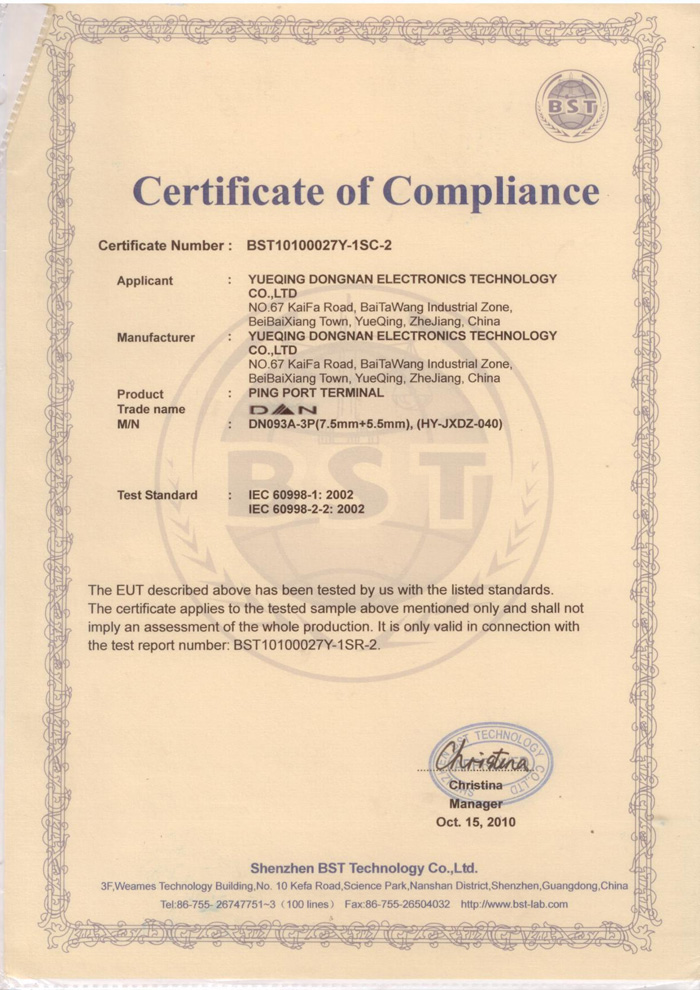 BST
Certificate of Compliance
Certificate Number : BST10100027Y-1SC-2
Applicant : YUEQING DONGNAN ELECTRONICS TECHNOLOGY
CO.,LTD
NO.67 KaiFa Road, BaiTaWang Industrial Zone,
BeiBaiXiang Town, YueQing, ZheJiang, China
Manufacturer : YUEQING DONGNAN ELECTRONICS TECHNOLOGY
CO.,LTD
NO.67 KaiFa Road, BaiTaWang Industrial Zone,
BeiBaiXiang Town, YueQing, ZheJiang, China
Product : PING PORT TERMINAL
Trade name
M/N : DN093A-3P(7.5mm+5.5mm), (HY-JXDZ-040)
BST
Test Standard : IEC 60998-1: 2002
IEC 60998-2-2: 2002
The EUT described above has been tested by us with the listed standards.
The certificate applies to the tested sample above mentioned only and shall not
imply an assessment of the whole production. It is only valid in connection with
the test report number: BST10100027Y-1SR-2.
BST TECHNOLOGY CO.,LTD
Christina
Christina
Manager
Oct. 15, 2010
Shenzhen BST Technology Co.,Ltd.
3F,Weames Technology Building,No. 10 Kefa Road,Science Park,Nanshan District,Shenzhen,Guangdong,China
Tel:86-755- 26747751~3（100 lines） Fax:86-755-26504032 http://www.bst-lab.com